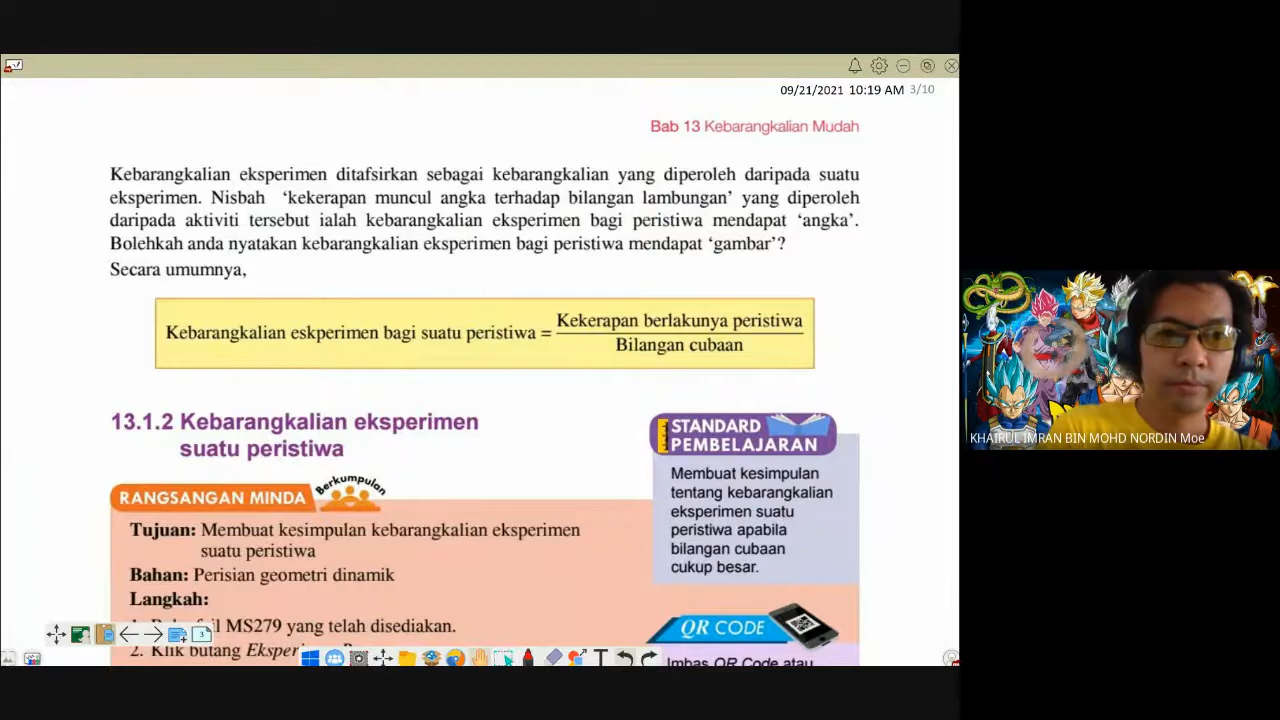 09/21/2021 10:19 AM 3/10
Bab 13 Kebarangkalian Mudah
Kebarangkalian eksperimen ditafsirkan sebagai kebarangkalian yang diperoleh daripada suatu
eksperimen. Nisbah ‘kekerapan muncul angka terhadap bilangan lambungan’ yang diperoleh
daripada aktiviti tersebut ialah kebarangkalian eksperimen bagi peristiwa mendapat ‘angka’.
Bolehkah anda nyatakan kebarangkalian eksperimen bagi peristiwa mendapat ‘gambar’?
Secara umumnya,
Kebarangkalian eskperimen bagi suatu peristiwa = Kekerapan berlakunya peristiwa
Bilangan cubaan
13.1.2 Kebarangkalian eksperimen
suatu peristiwa
RANGSANGAN MINDA Berkumpulan
Tujuan: Membuat kesimpulan kebarangkalian eksperimen
suatu peristiwa
Bahan: Perisian geometri dinamik
Langkah:
MS279 yang telah disediakan.
2. Klik butang
STANDARD
PEMBELAJARAN
Membuat kesimpulan
tentang kebarangkalian
eksperimen suatu
peristiwa apabila
bilangan cubaan
cukup besar.
QR CODE
Imbas QR Code atau
3
T
KHAIRUL IMRAN BIN MOHD NORDIN Moe